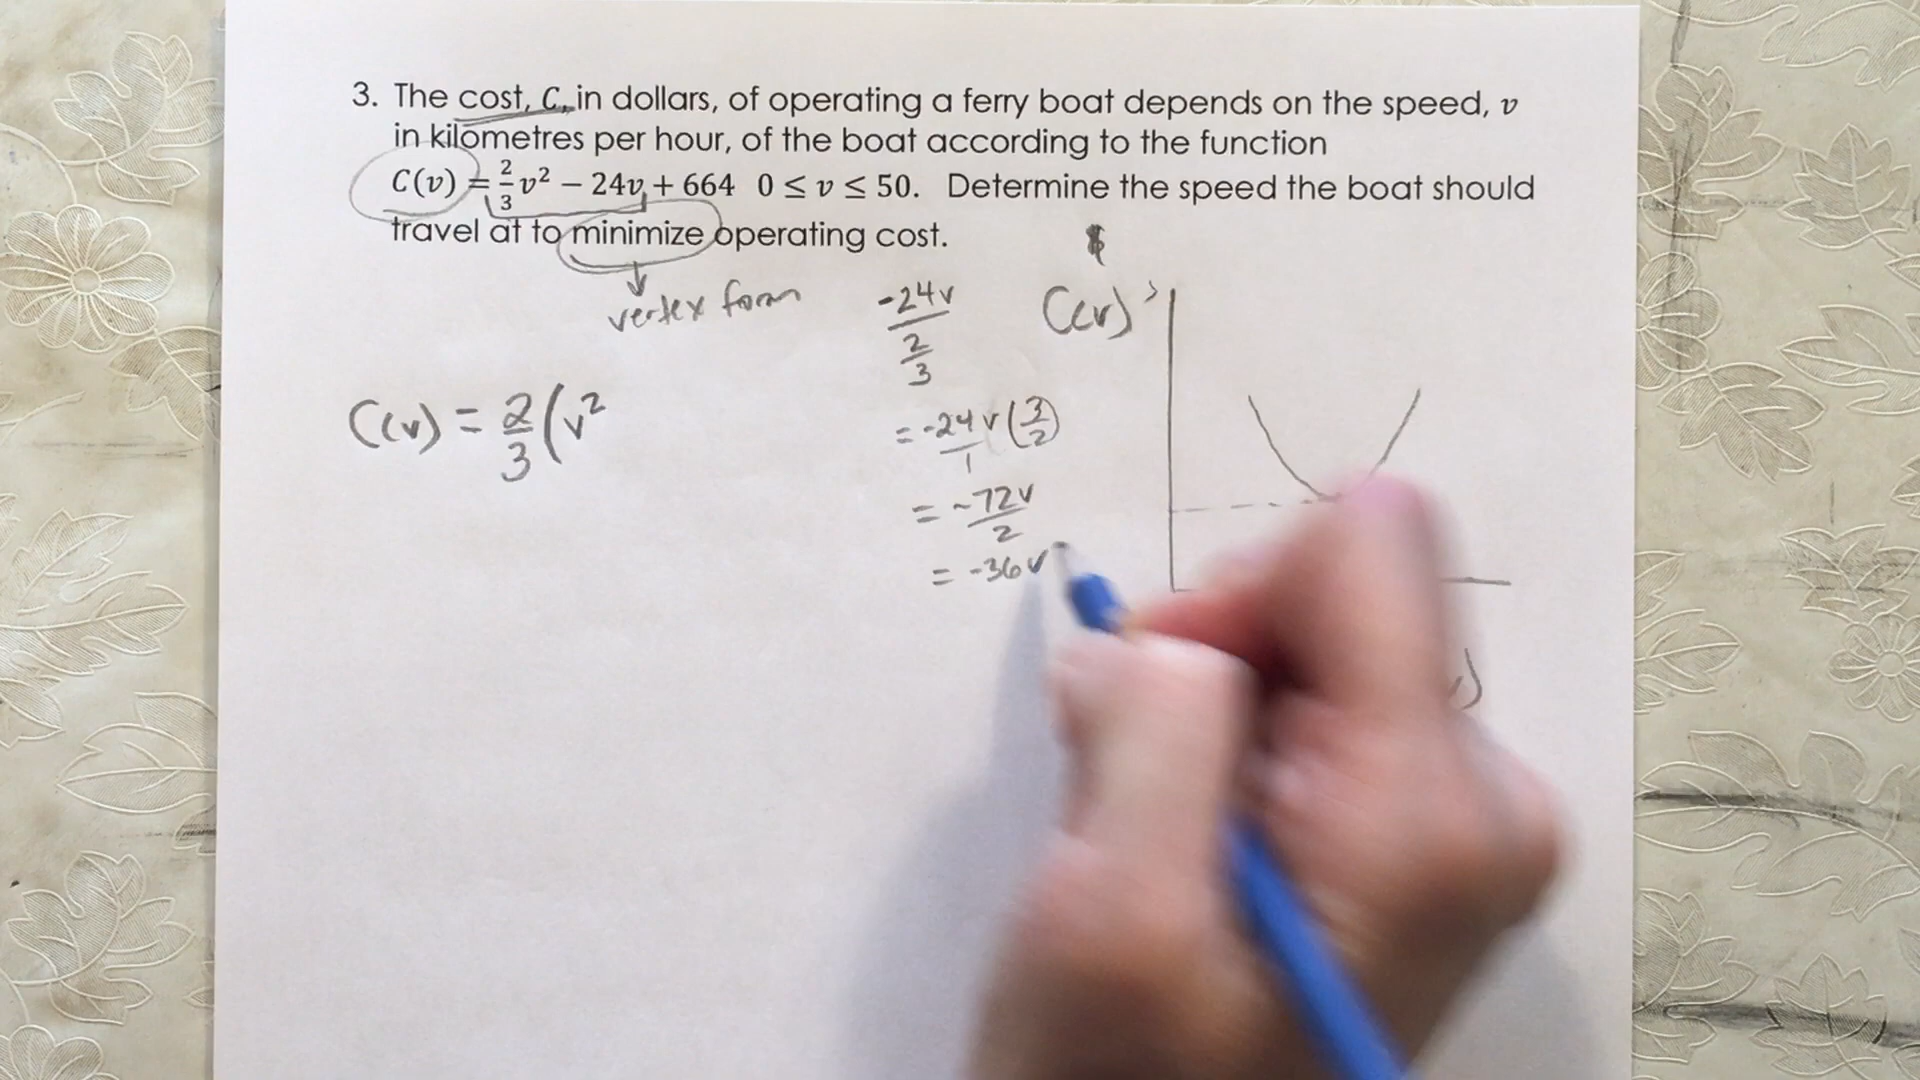 3. The cost, C, in dollars, of operating a ferry boat depends on the speed, v
in kilometres per hour, of the boat according to the function
C(v) = 2/3 v² − 24v + 664 0 ≤ v ≤ 50. Determine the speed the boat should
travel at to minimize operating cost.
vertex form
C(v) = 2/3 (v²
-24v
2/3
= -24v/1 (3/2)
= -72v/2
= -36v
$
C(v)